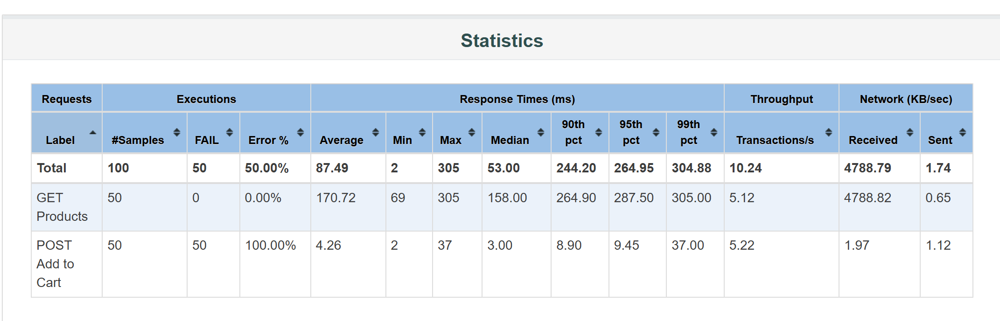 Statistics
Requests Executions Response Times (ms) Throughput Network (KB/sec)
Label #Samples FAIL Error % Average Min Max Median 90th pct 95th pct 99th pct Transactions/s Received Sent
Total 100 50 50.00% 87.49 2 305 53.00 244.20 264.95 304.88 10.24 4788.79 1.74
GET Products 50 0 0.00% 170.72 69 305 158.00 264.90 287.50 305.00 5.12 4788.82 0.65
POST Add to Cart 50 50 100.00% 4.26 2 37 3.00 8.90 9.45 37.00 5.22 1.97 1.12